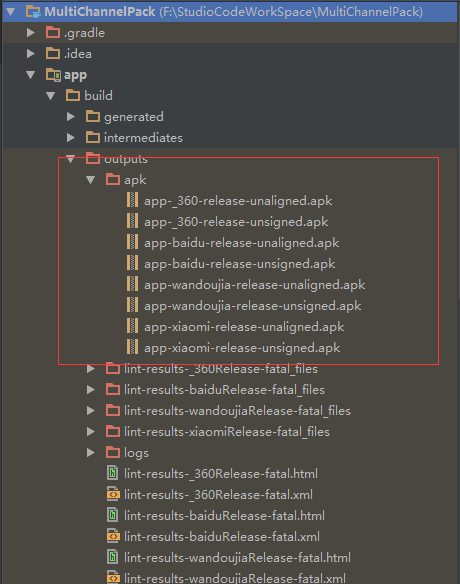 MultiChannelPack (F:\StudioCodeWorkSpace\MultiChannelPack)
.gradle
.idea
app
build
generated
intermediates
outputs
apk
app-_360-release-unaligned.apk
app-_360-release-unsigned.apk
app-baidu-release-unaligned.apk
app-baidu-release-unsigned.apk
app-wandoujia-release-unaligned.apk
app-wandoujia-release-unsigned.apk
app-xiaomi-release-unaligned.apk
app-xiaomi-release-unsigned.apk
lint-results-_360Release-fatal_files
lint-results-baiduRelease-fatal_files
lint-results-wandoujiaRelease-fatal_files
lint-results-xiaomiRelease-fatal_files
logs
lint-results-_360Release-fatal.html
lint-results-_360Release-fatal.xml
lint-results-baiduRelease-fatal.html
lint-results-baiduRelease-fatal.xml
lint-results-wandoujiaRelease-fatal.html
lint-results-wandoujiaRelease-fatal.xml